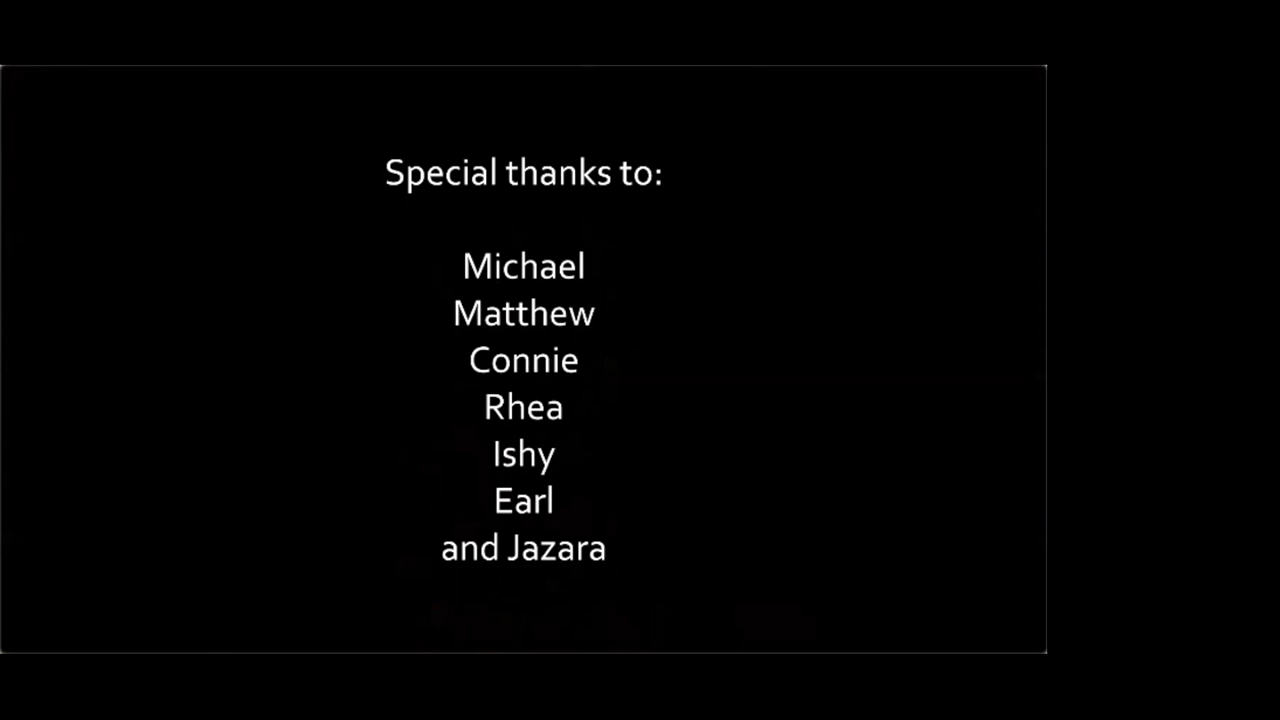 Special thanks to:
Michael
Matthew
Connie
Rhea
Ishy
Earl
and Jazara